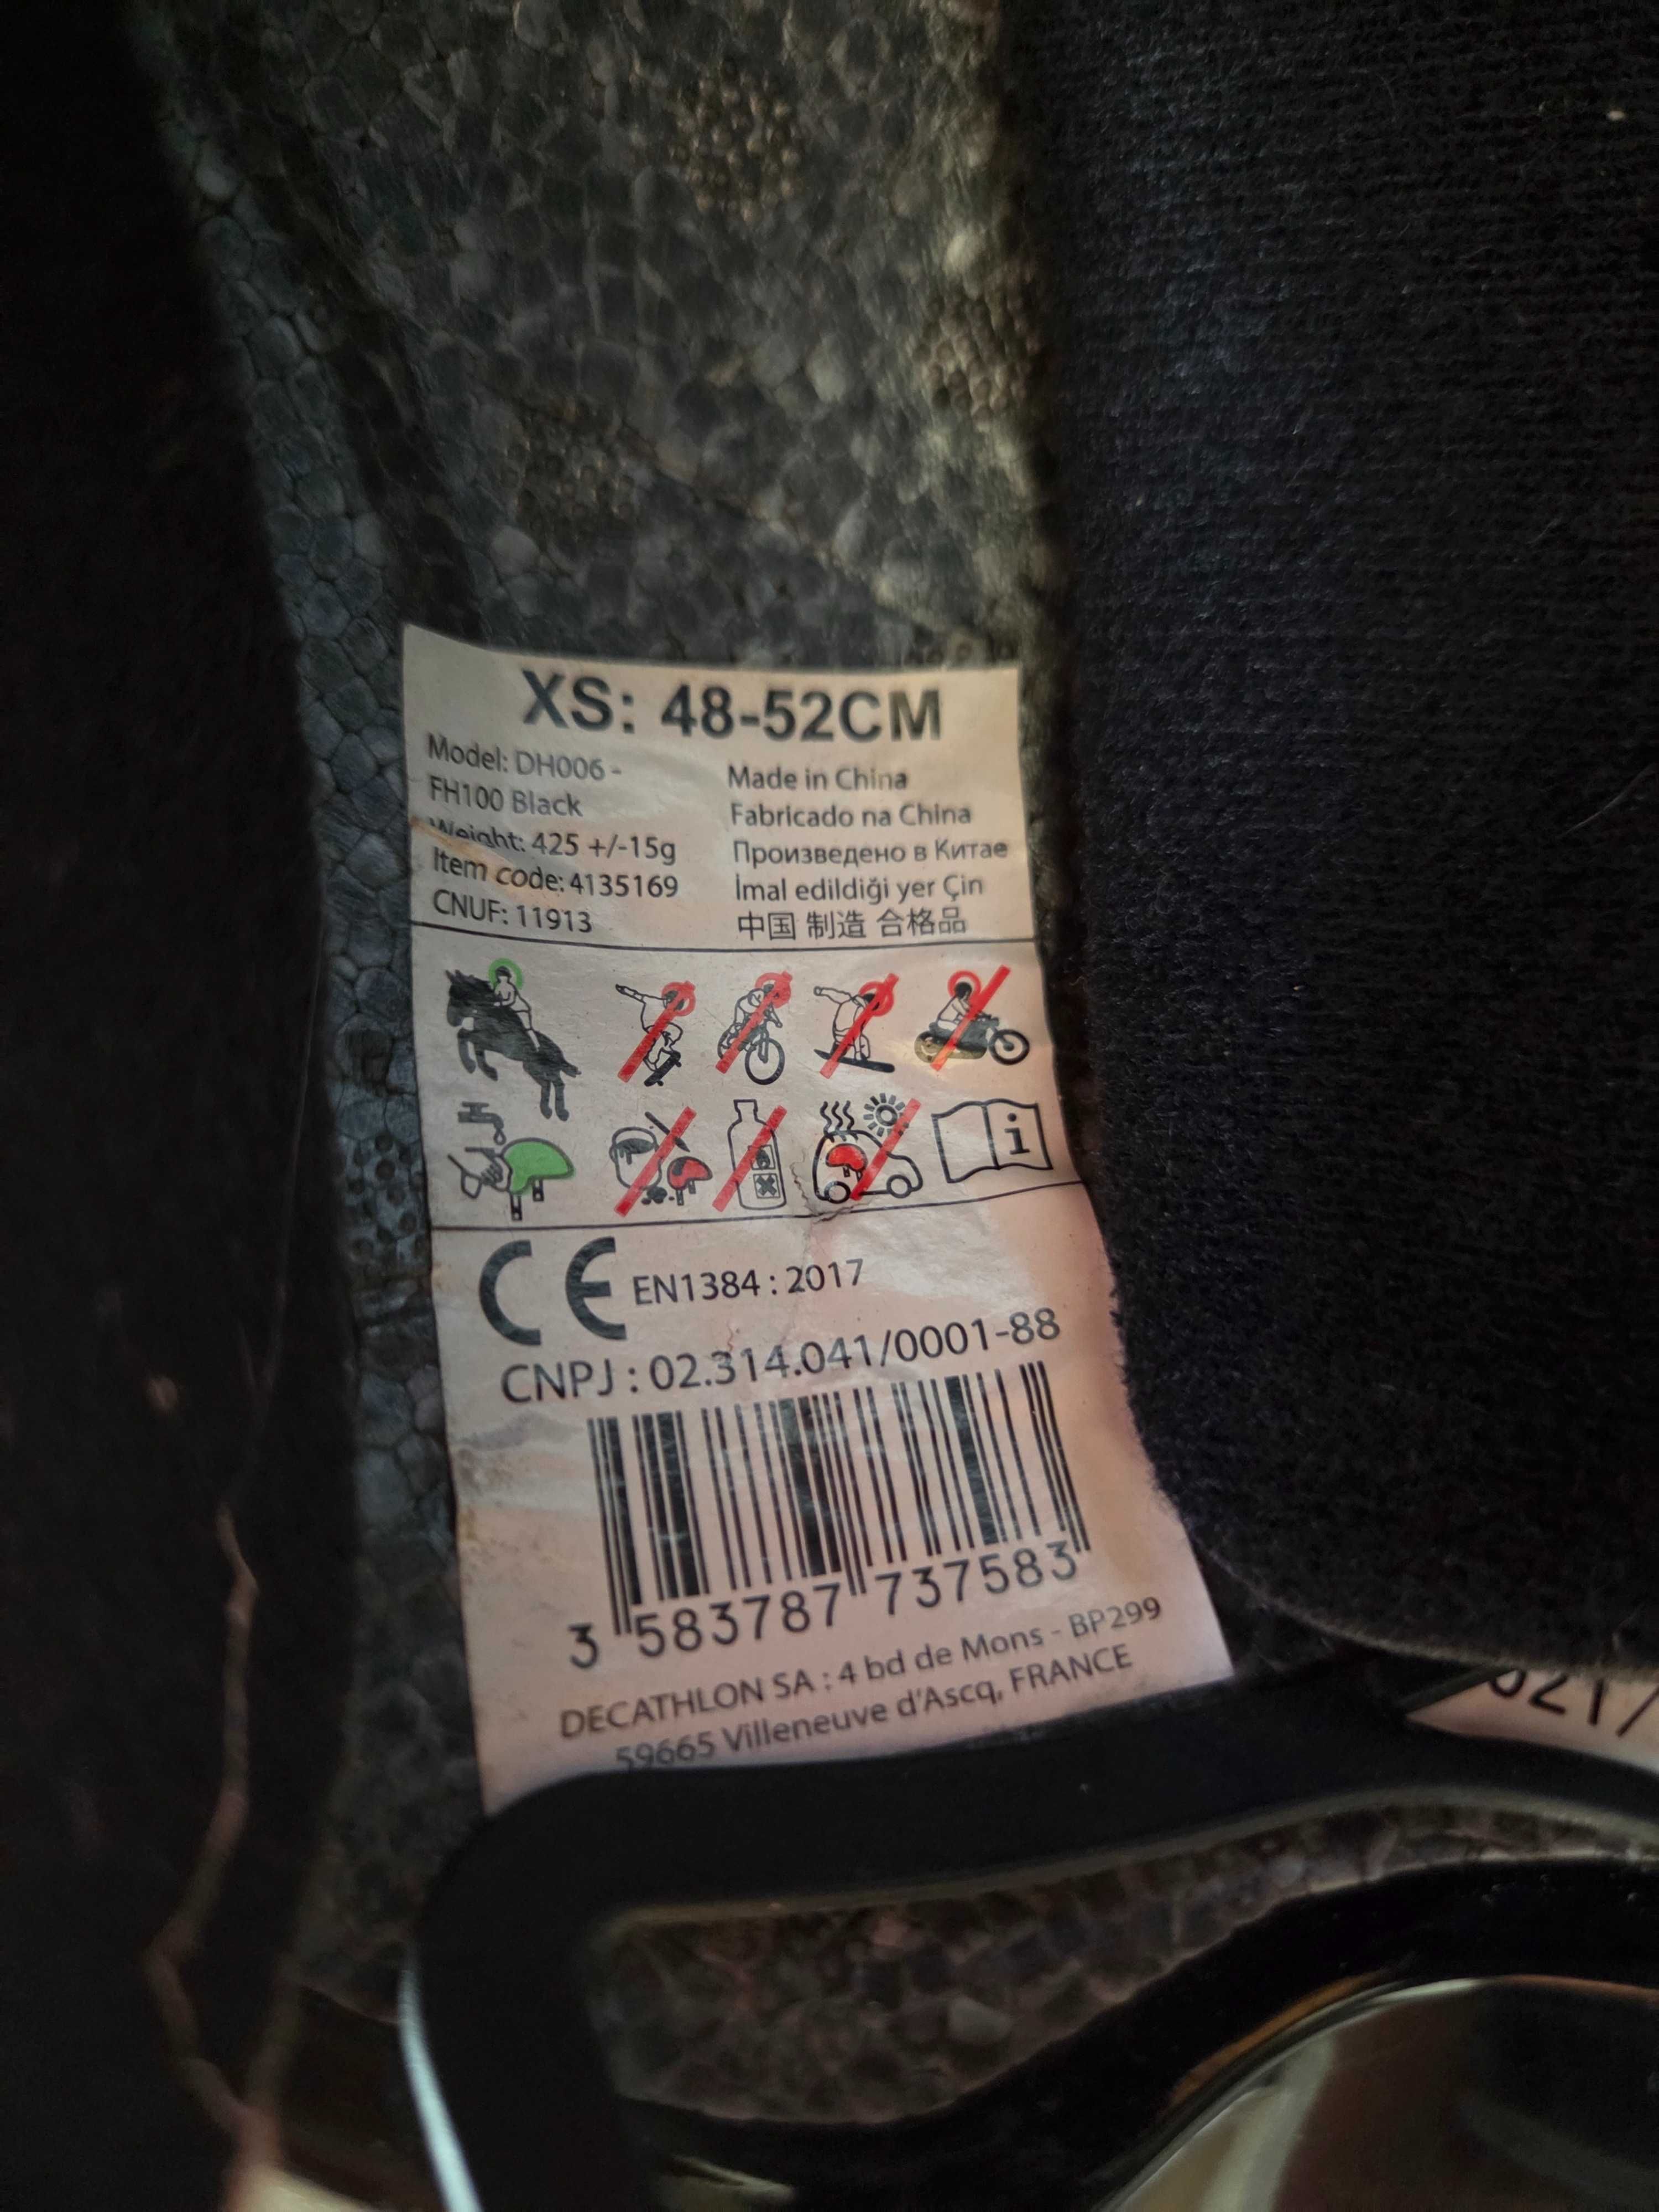 XS: 48-52CM
Model: DH006 -
FH100 Black
Weight: 425 +/-15g
Item code: 4135169
CNUF: 11913
Made in China
Fabricado na China
Произведено в Китае
İmal edildiği yer Çin
中国 制造 合格品
i
CE EN1384 : 2017
CNPJ : 02.314.041/0001-88
3 583787 737583
DECATHLON SA : 4 bd de Mons - BP299
59665 Villeneuve d'Ascq, FRANCE